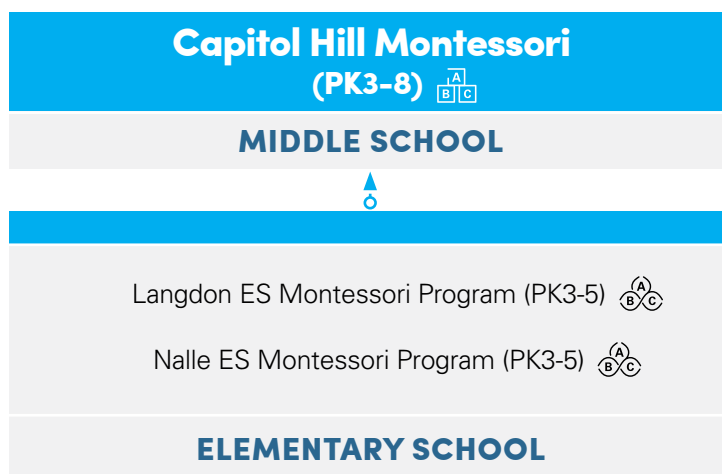 Capitol Hill Montessori
(PK3-8) A B C
MIDDLE SCHOOL
Langdon ES Montessori Program (PK3-5) A B C
Nalle ES Montessori Program (PK3-5) A B C
ELEMENTARY SCHOOL